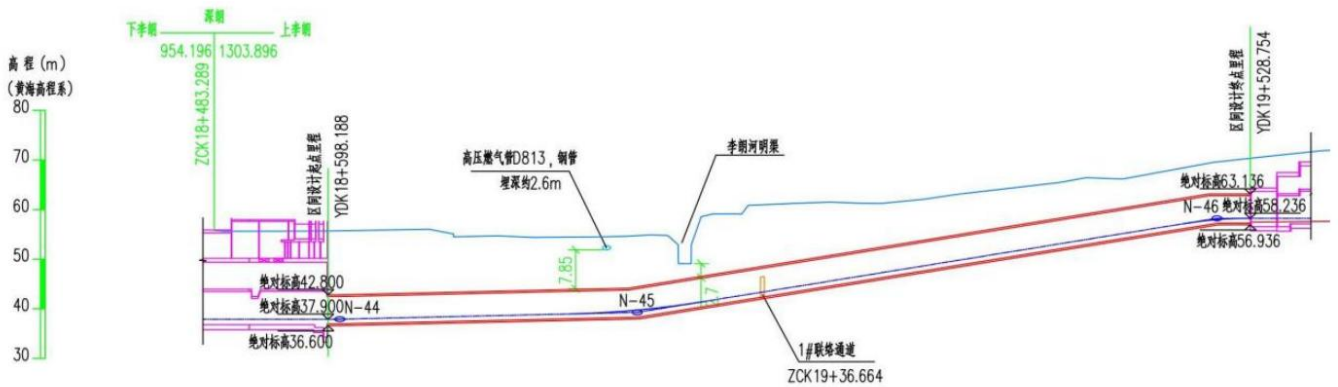 深朗
下李朗
上李朗
954.196 1303.896
高程(m)
(黄海高程系)
80
70
60
50
40
30
ZCK18+483.289
区间设计起点里程
YDK18+598.188
高压燃气管D813，钢管
埋深约2.6m
李朗河明渠
区间设计终点里程
YDK19+528.754
7.85
绝对标高42.800
绝对标高37.900N-44
绝对标高36.600
N-45
1#联络通道
ZCK19+36.664
绝对标高63.136
N-46 绝对标高58.236
绝对标高56.936